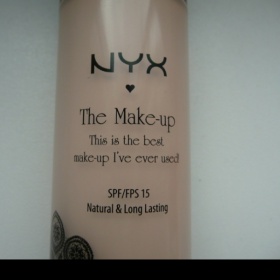 NYX
The Make-up
This is the best
make-up I've ever used!
SPF/FPS 15
Natural & Long Lasting